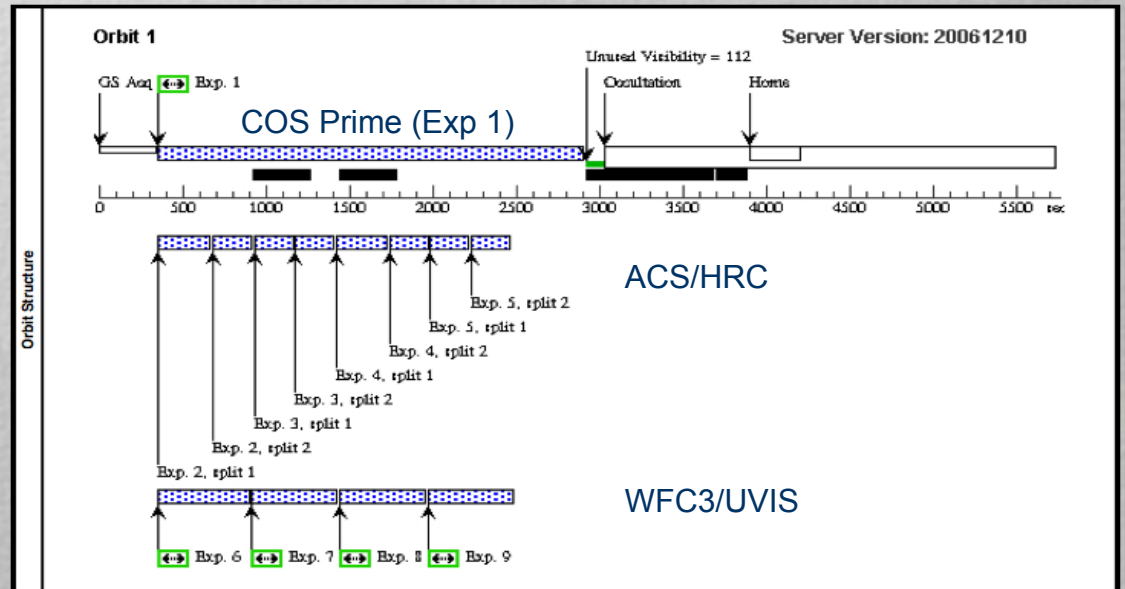 Orbit 1
Server Version: 20061210
Unused Visibility = 112
GS Acq
Exp. 1
Occultation
Home
COS Prime (Exp 1)
0 500 1000 1500 2000 2500 3000 3500 4000 4500 5000 5500 sec
Orbit Structure
ACS/HRC
Exp. 5, split 2
Exp. 5, split 1
Exp. 4, split 2
Exp. 4, split 1
Exp. 3, split 2
Exp. 3, split 1
Exp. 2, split 2
Exp. 2, split 1
WFC3/UVIS
Exp. 6 Exp. 7 Exp. 8 Exp. 9